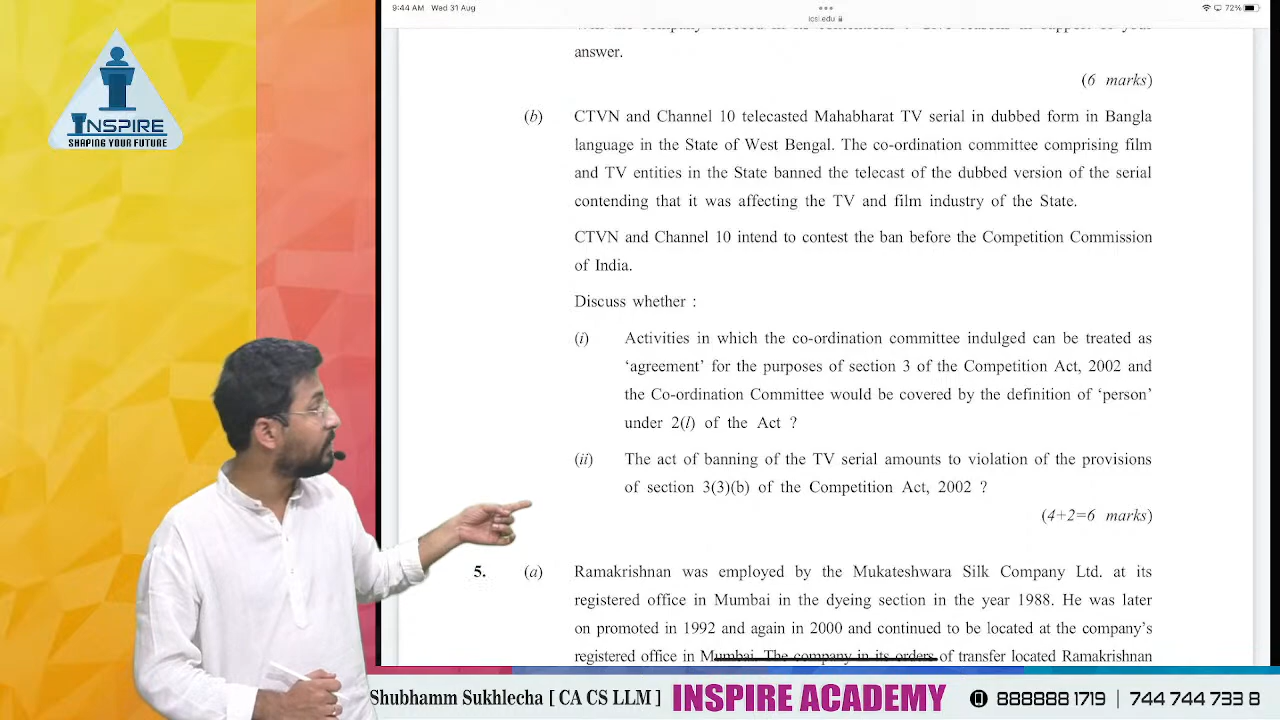 9:44 AM Wed 31 Aug
icsi.edu
72%
INSPIRE
SHAPING YOUR FUTURE
answer.
(6 marks)
(b) CTVN and Channel 10 telecasted Mahabharat TV serial in dubbed form in Bangla
language in the State of West Bengal. The co-ordination committee comprising film
and TV entities in the State banned the telecast of the dubbed version of the serial
contending that it was affecting the TV and film industry of the State.
CTVN and Channel 10 intend to contest the ban before the Competition Commission
of India.
Discuss whether :
(i) Activities in which the co-ordination committee indulged can be treated as
‘agreement’ for the purposes of section 3 of the Competition Act, 2002 and
the Co-ordination Committee would be covered by the definition of ‘person’
under 2(l) of the Act ?
(ii) The act of banning of the TV serial amounts to violation of the provisions
of section 3(3)(b) of the Competition Act, 2002 ?
(4+2=6 marks)
5. (a) Ramakrishnan was employed by the Mukateshwara Silk Company Ltd. at its
registered office in Mumbai in the dyeing section in the year 1988. He was later
on promoted in 1992 and again in 2000 and continued to be located at the company’s
registered office in Mumbai. The company in its orders of transfer located Ramakrishnan
Shubhamm Sukhlecha [ CA CS LLM ] INSPIRE ACADEMY 888888 1719 | 744 744 733 8